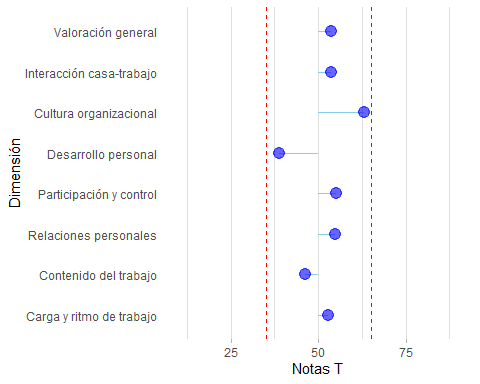 Valoración general
Interacción casa-trabajo
Cultura organizacional
Desarrollo personal
Participación y control
Relaciones personales
Contenido del trabajo
Carga y ritmo de trabajo
Dimensión
25 50 75
Notas T